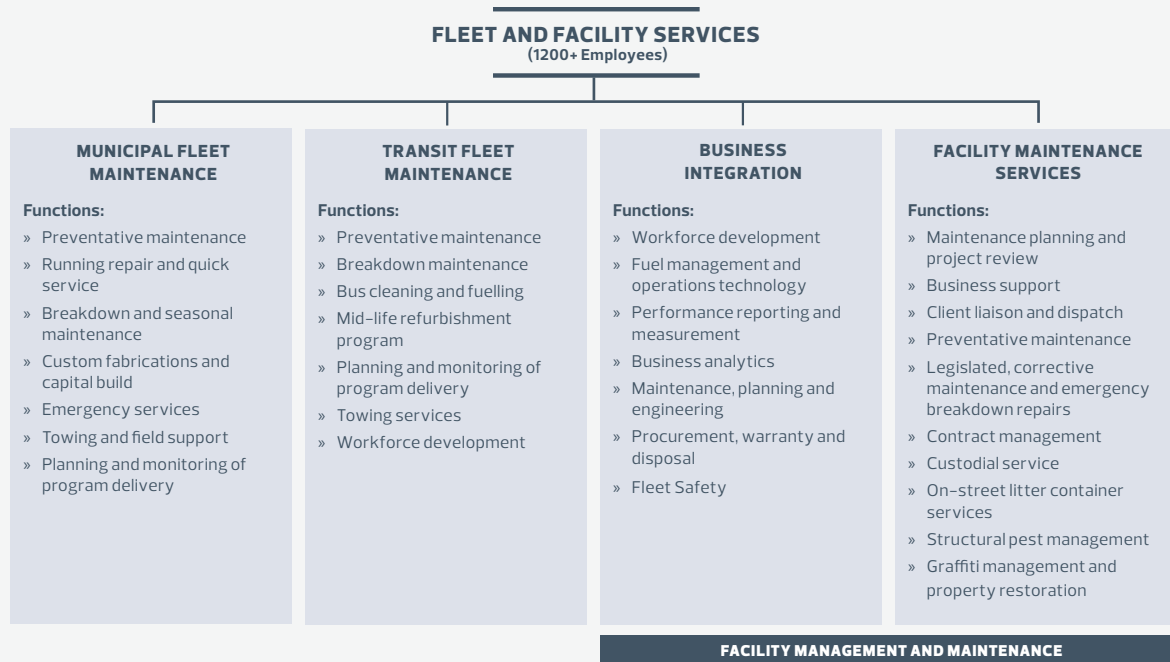 FLEET AND FACILITY SERVICES
(1200+ Employees)
MUNICIPAL FLEET
MAINTENANCE
Functions:
» Preventative maintenance
» Running repair and quick
service
» Breakdown and seasonal
maintenance
» Custom fabrications and
capital build
» Emergency services
» Towing and field support
» Planning and monitoring of
program delivery
TRANSIT FLEET
MAINTENANCE
Functions:
» Preventative maintenance
» Breakdown maintenance
» Bus cleaning and fuelling
» Mid-life refurbishment
program
» Planning and monitoring of
program delivery
» Towing services
» Workforce development
BUSINESS
INTEGRATION
Functions:
» Workforce development
» Fuel management and
operations technology
» Performance reporting and
measurement
» Business analytics
» Maintenance, planning and
engineering
» Procurement, warranty and
disposal
» Fleet Safety
FACILITY MAINTENANCE
SERVICES
Functions:
» Maintenance planning and
project review
» Business support
» Client liaison and dispatch
» Preventative maintenance
» Legislated, corrective
maintenance and emergency
breakdown repairs
» Contract management
» Custodial service
» On-street litter container
services
» Structural pest management
» Graffiti management and
property restoration
FACILITY MANAGEMENT AND MAINTENANCE